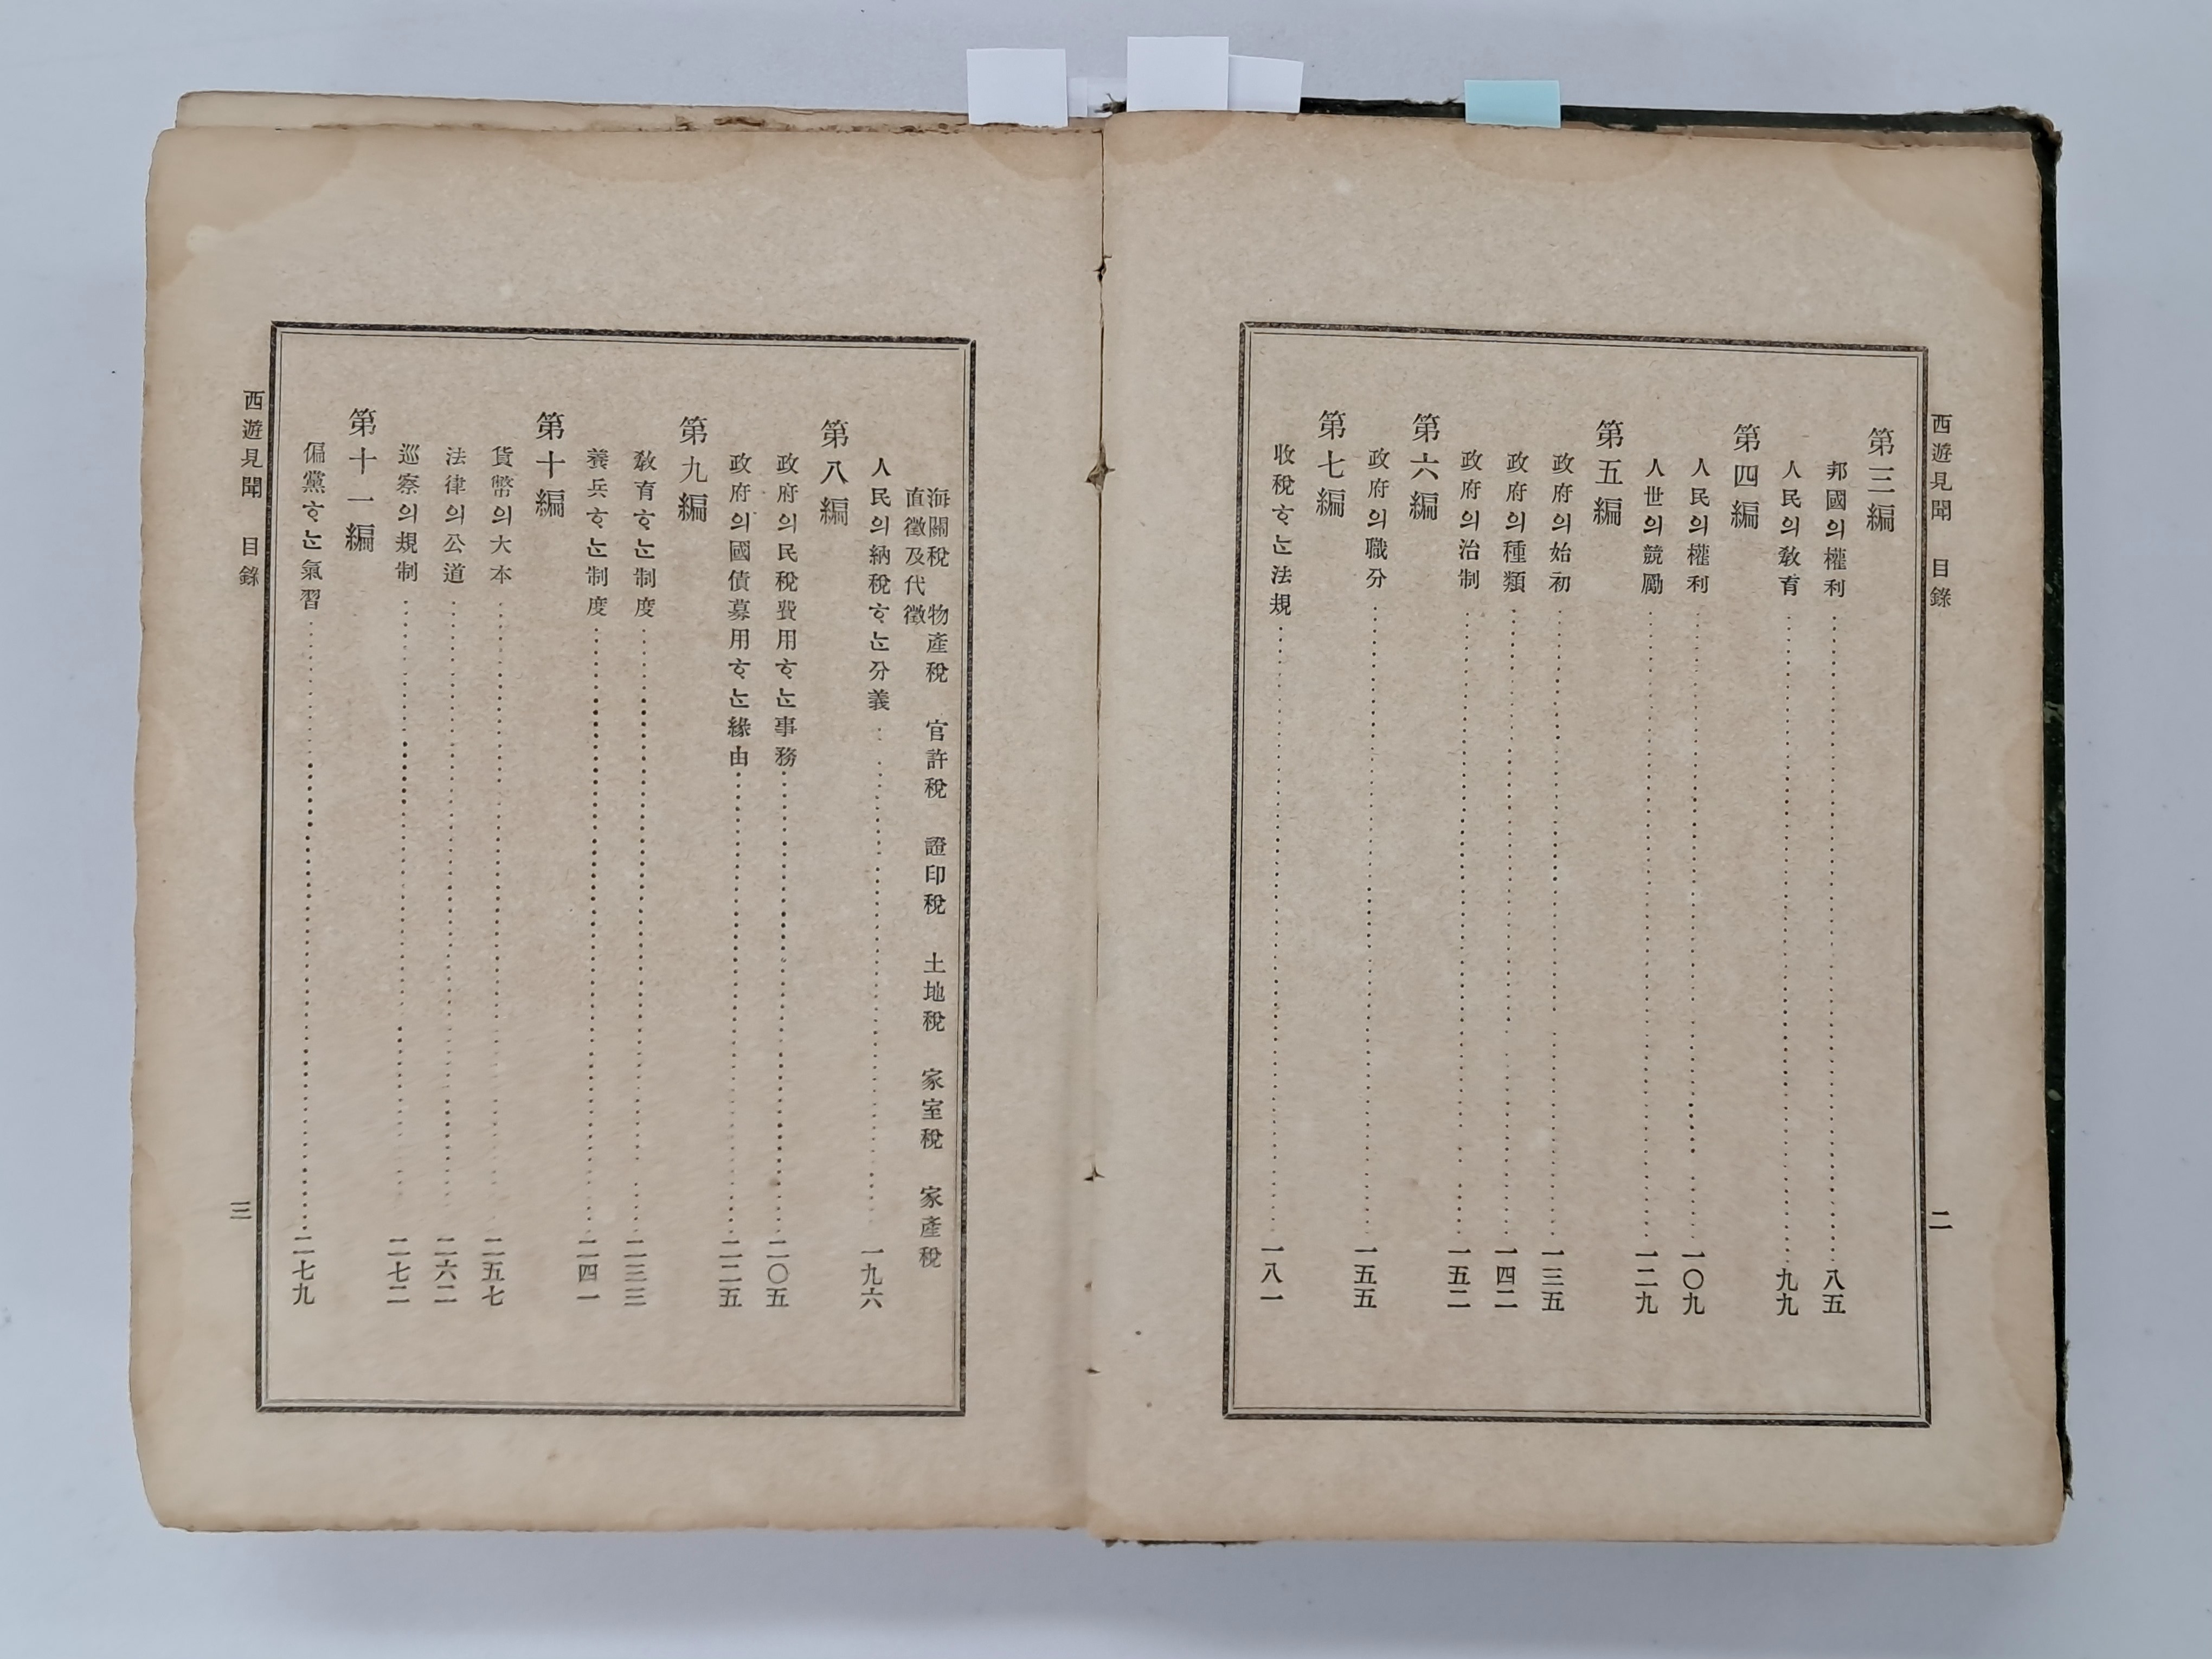 西遊見聞　目錄
二
第三編
邦國의權利……八五
人民의敎育……九九
第四編
人民의權利……一〇九
人世의競勵……一二九
第五編
政府의始初……一三五
政府의種類……一四二
政府의治制……一五二
第六編
政府의職分……一五五
第七編
收稅ᄒᆞᄂᆞᆫ法規……一八一
海關稅　物產稅　官許稅　證印稅　土地稅　家室稅　家產稅
直徵及代徵
人民의納稅ᄒᆞᄂᆞᆫ分義……一九六
第八編
政府의民稅費用ᄒᆞᄂᆞᆫ事務……二〇五
政府의國債募用ᄒᆞᄂᆞᆫ緣由……二二五
第九編
敎育ᄒᆞᄂᆞᆫ制度……二三三
養兵ᄒᆞᄂᆞᆫ制度……二四一
第十編
貨幣의大本……二五七
法律의公道……二六二
巡察의規制……二七二
第十一編
偏黨ᄒᆞᄂᆞᆫ氣習……二七九
西遊見聞　目錄
三